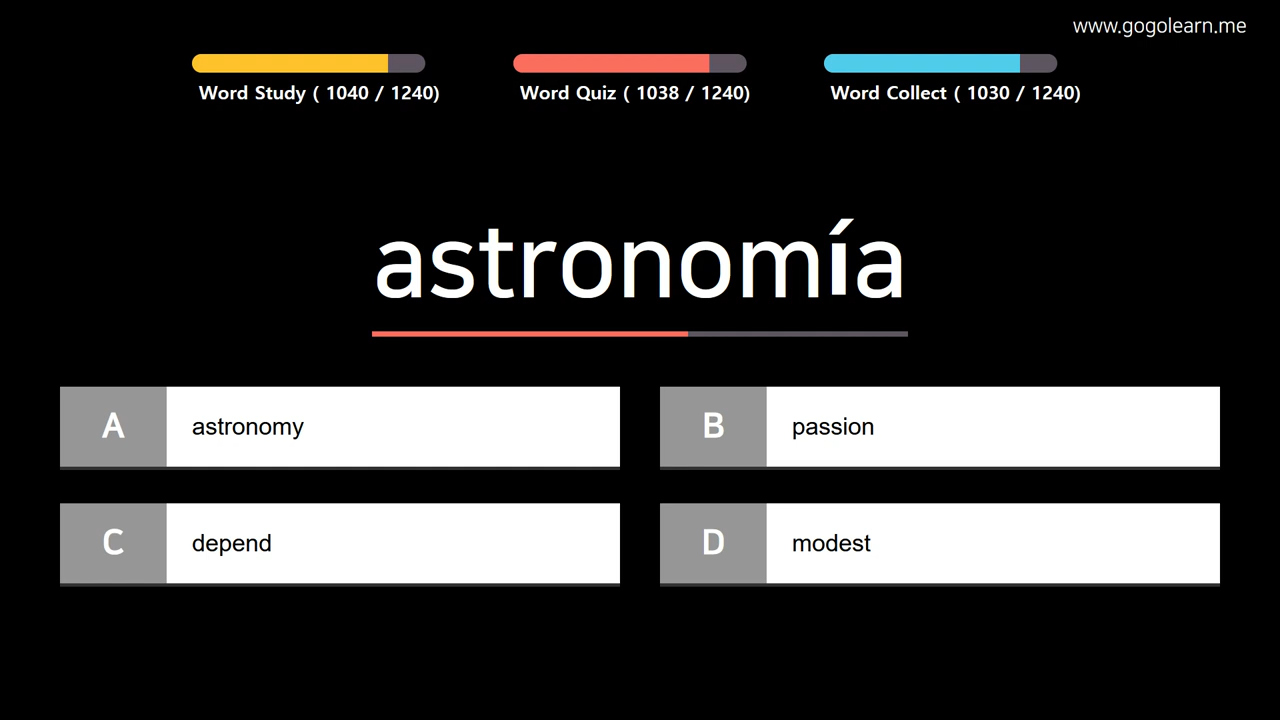 www.gogolearn.me
Word Study ( 1040 / 1240)
Word Quiz ( 1038 / 1240)
Word Collect ( 1030 / 1240)
astronomía
A astronomy
B passion
C depend
D modest